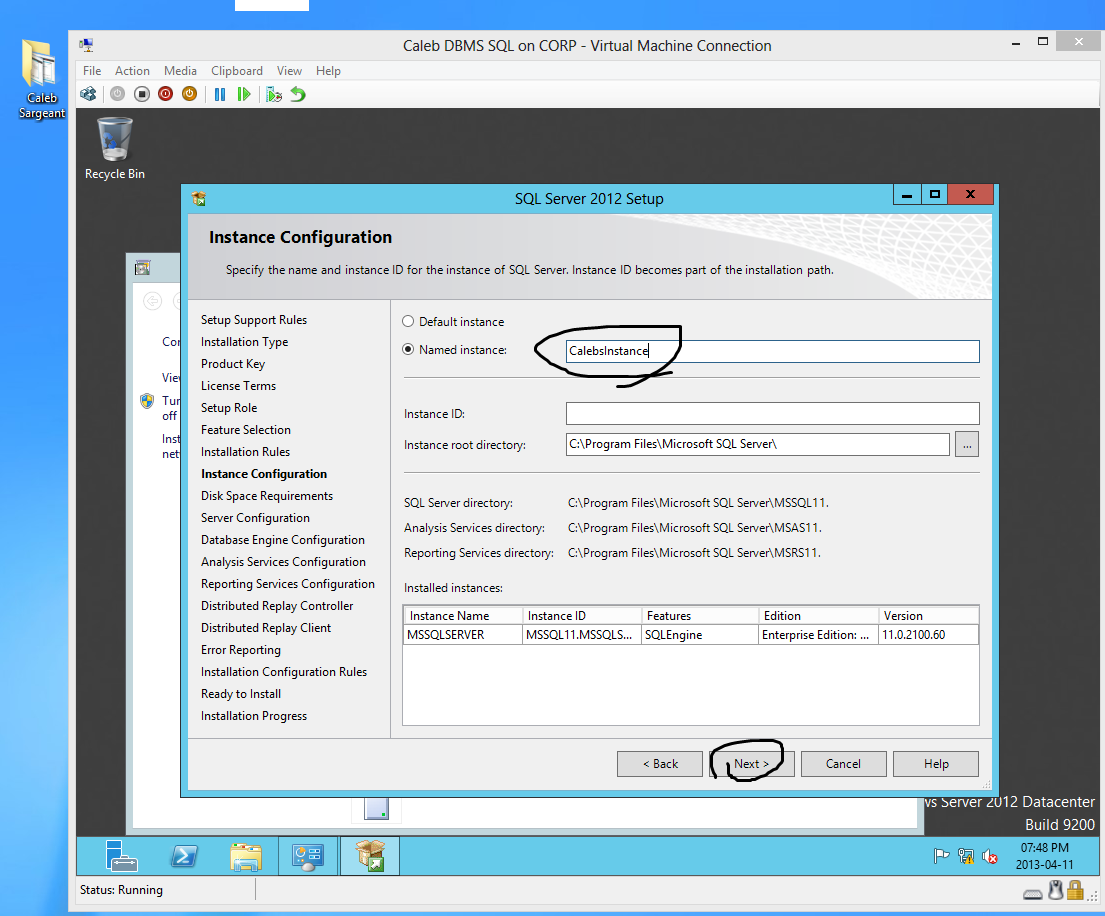 Caleb DBMS SQL on CORP - Virtual Machine Connection
File Action Media Clipboard View Help
Caleb
Sargeant
Recycle Bin
SQL Server 2012 Setup
Instance Configuration
Specify the name and instance ID for the instance of SQL Server. Instance ID becomes part of the installation path.
Setup Support Rules
Installation Type
Product Key
License Terms
Setup Role
Feature Selection
Installation Rules
Instance Configuration
Disk Space Requirements
Server Configuration
Database Engine Configuration
Analysis Services Configuration
Reporting Services Configuration
Distributed Replay Controller
Distributed Replay Client
Error Reporting
Installation Configuration Rules
Ready to Install
Installation Progress
Default instance
Named instance: CalebsInstance
Instance ID:
Instance root directory: C:\Program Files\Microsoft SQL Server\ ...
SQL Server directory: C:\Program Files\Microsoft SQL Server\MSSQL11.
Analysis Services directory: C:\Program Files\Microsoft SQL Server\MSAS11.
Reporting Services directory: C:\Program Files\Microsoft SQL Server\MSRS11.
Installed instances:
Instance Name Instance ID Features Edition Version
MSSQLSERVER MSSQL11.MSSQLS... SQLEngine Enterprise Edition: ... 11.0.2100.60
< Back Next > Cancel Help
Cor
View
Tur
off
Inst
net
ws Server 2012 Datacenter
Build 9200
07:48 PM
2013-04-11
Status: Running